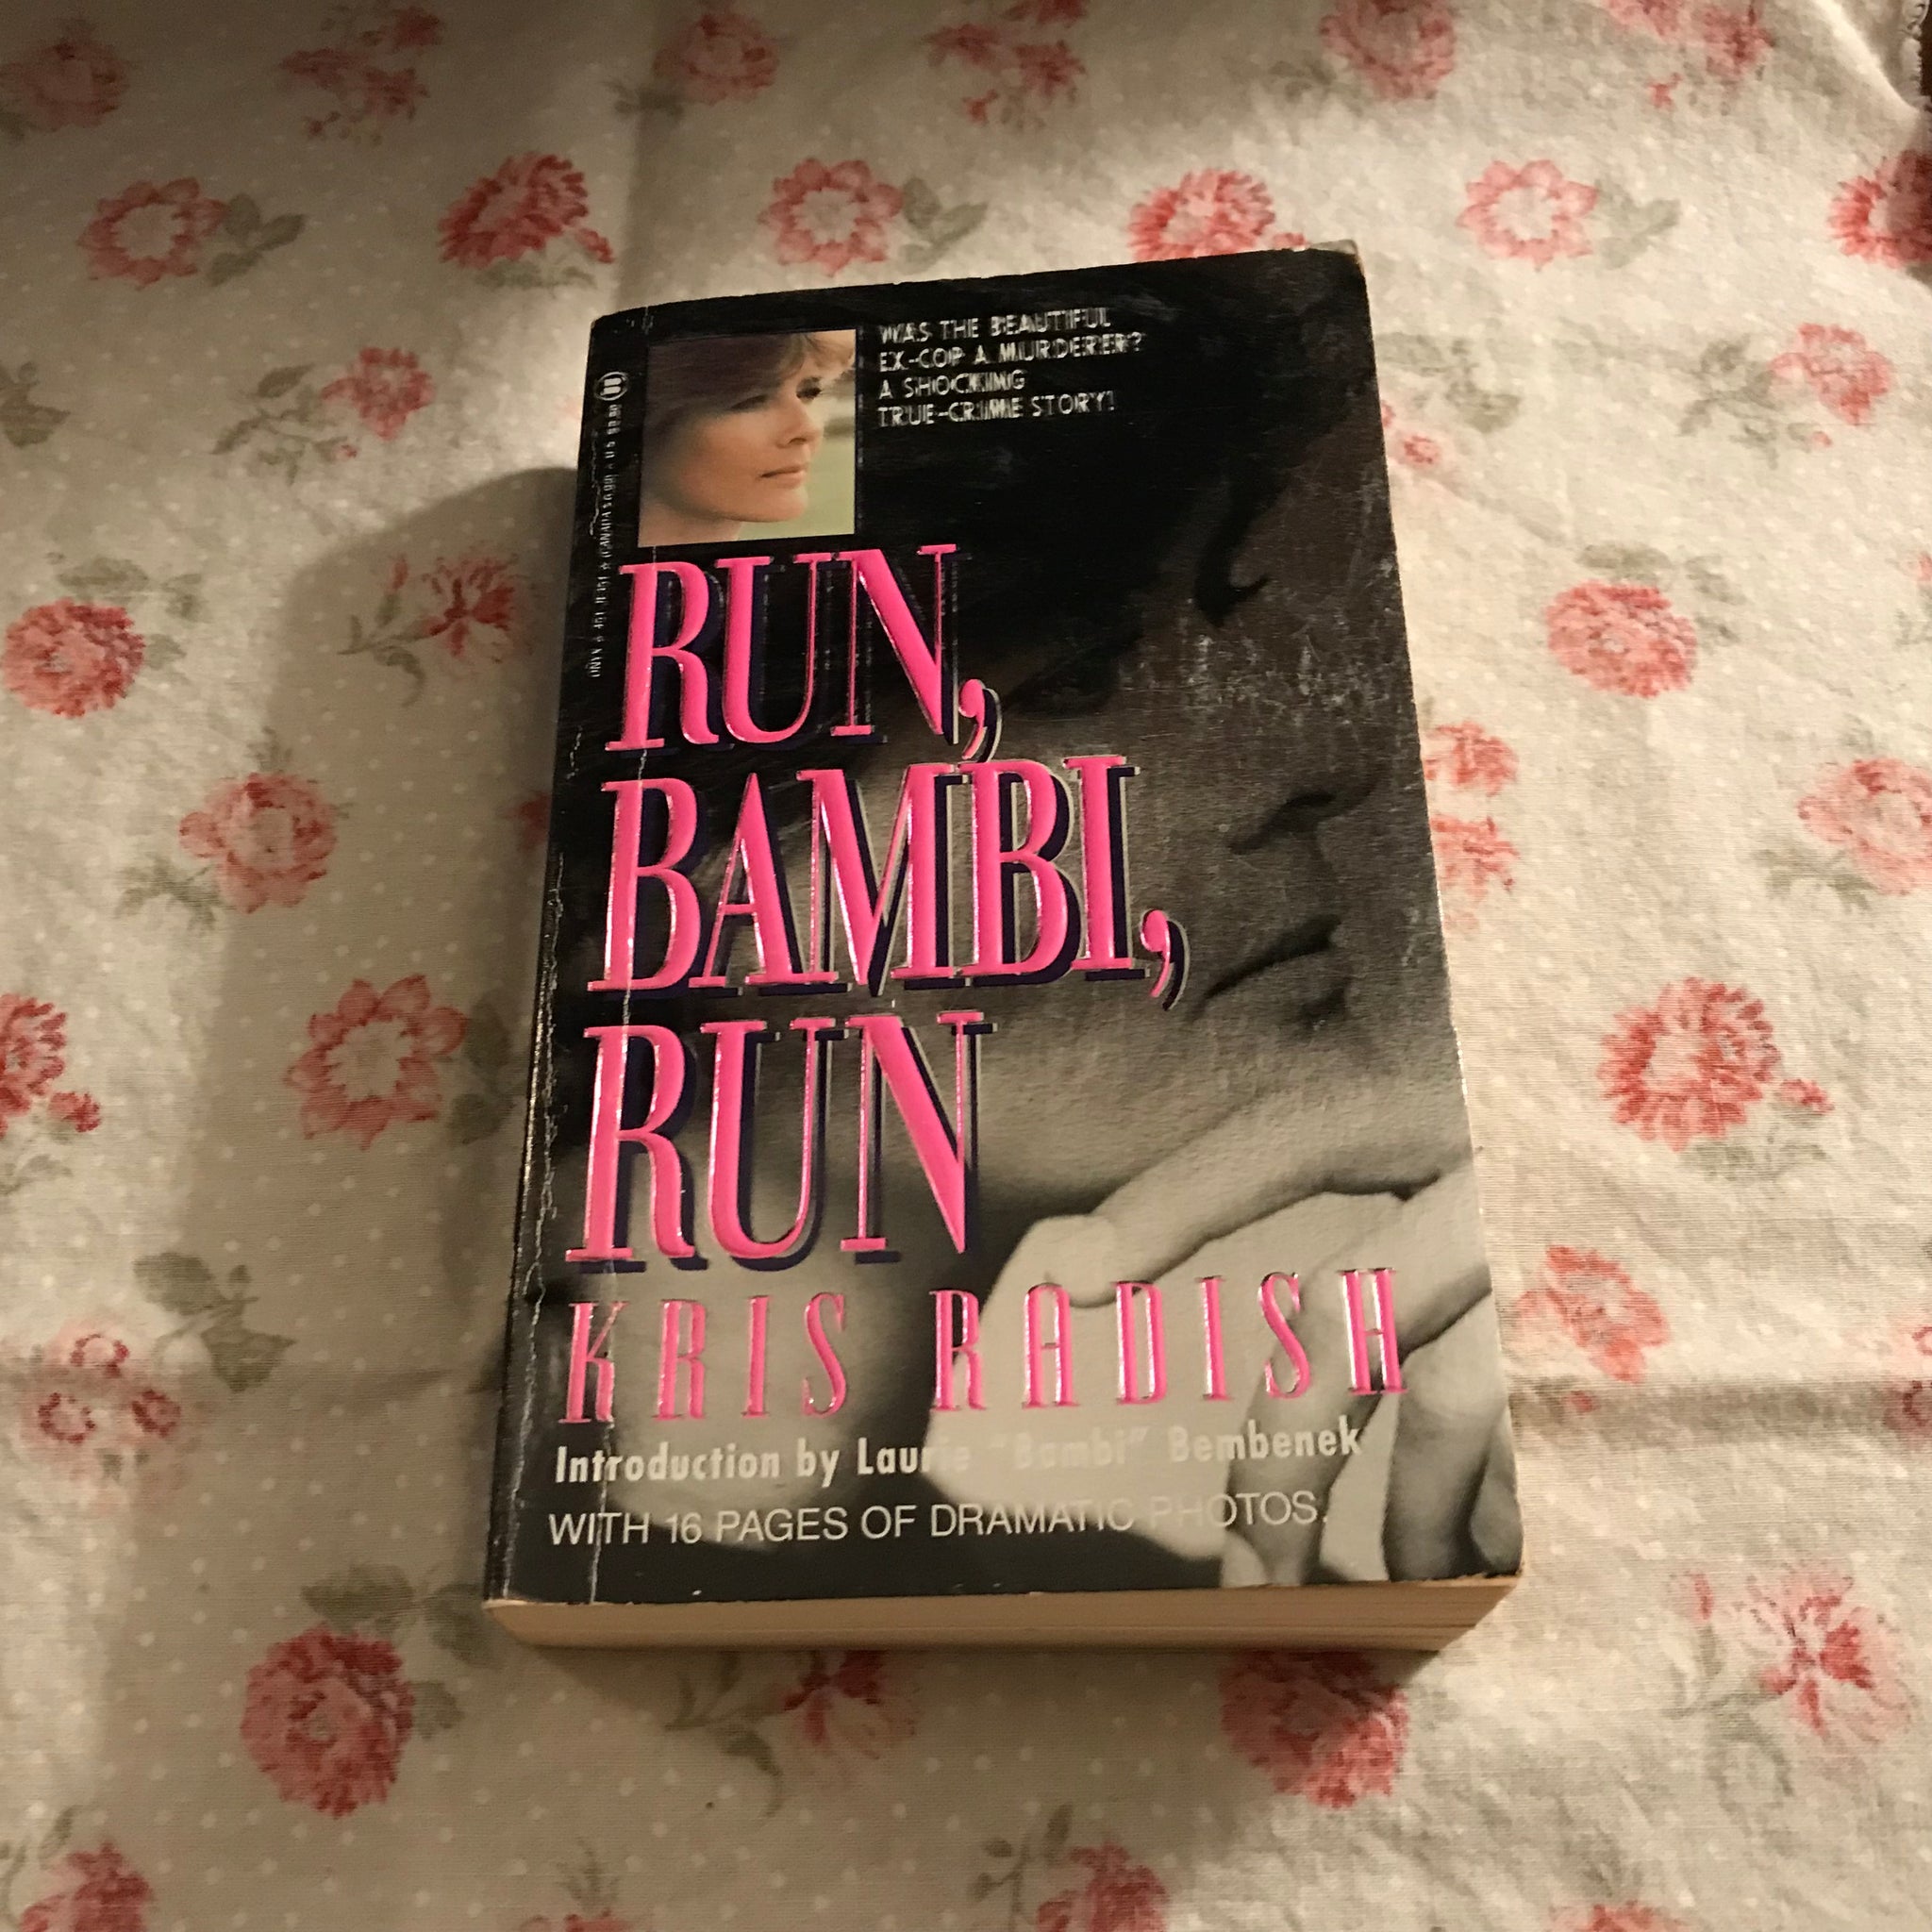 WAS THE BEAUTIFUL
EX-COP A MURDERER?
A SHOCKING
TRUE-CRIME STORY!
RUN,
BAMBI,
RUN
KRIS RADISH
Introduction by Laurie "Bambi" Bembenek
WITH 16 PAGES OF DRAMATIC PHOTOS.
ONYX